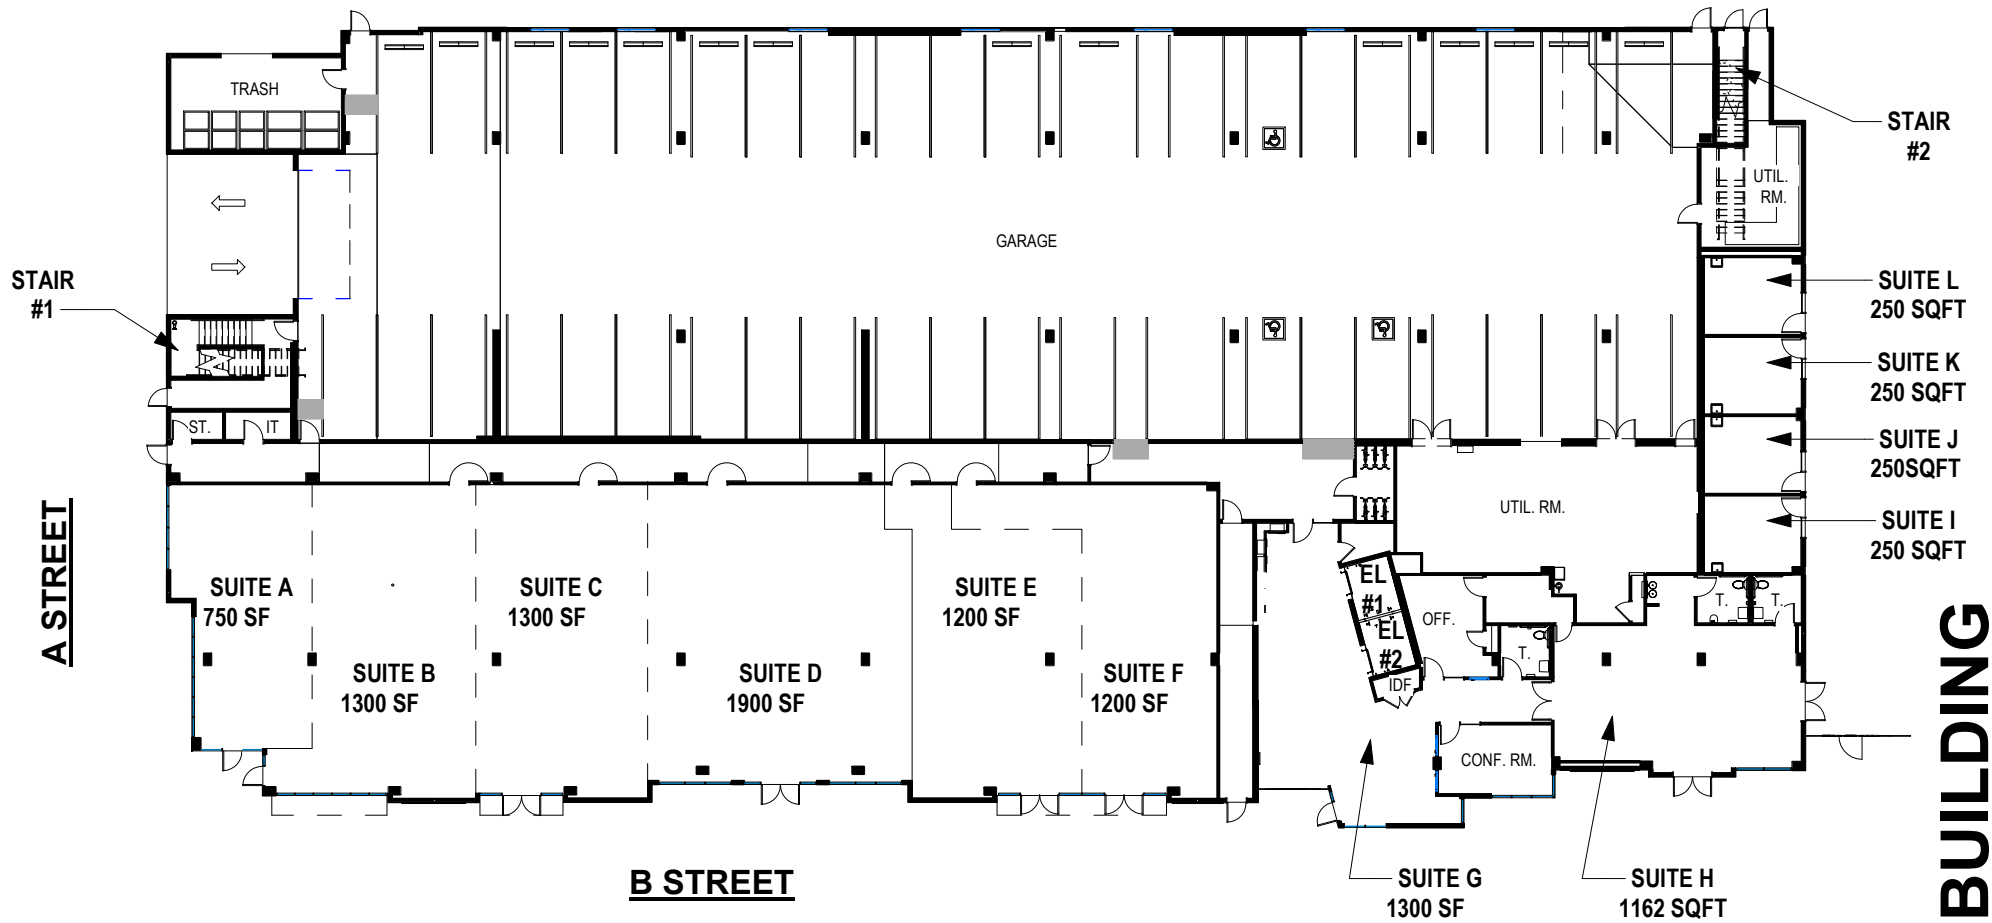 TRASH
STAIR
#2
UTIL.
RM.
GARAGE
STAIR
#1
SUITE L
250 SQFT
SUITE K
250 SQFT
ST.
IT
SUITE J
250SQFT
UTIL. RM.
SUITE I
250 SQFT
A STREET
SUITE A
750 SF
SUITE B
1300 SF
SUITE C
1300 SF
SUITE D
1900 SF
SUITE E
1200 SF
SUITE F
1200 SF
EL
#1
EL
#2
IDF
OFF.
T.
T.
T.
CONF. RM.
BUILDING
B STREET
SUITE G
1300 SF
SUITE H
1162 SQFT